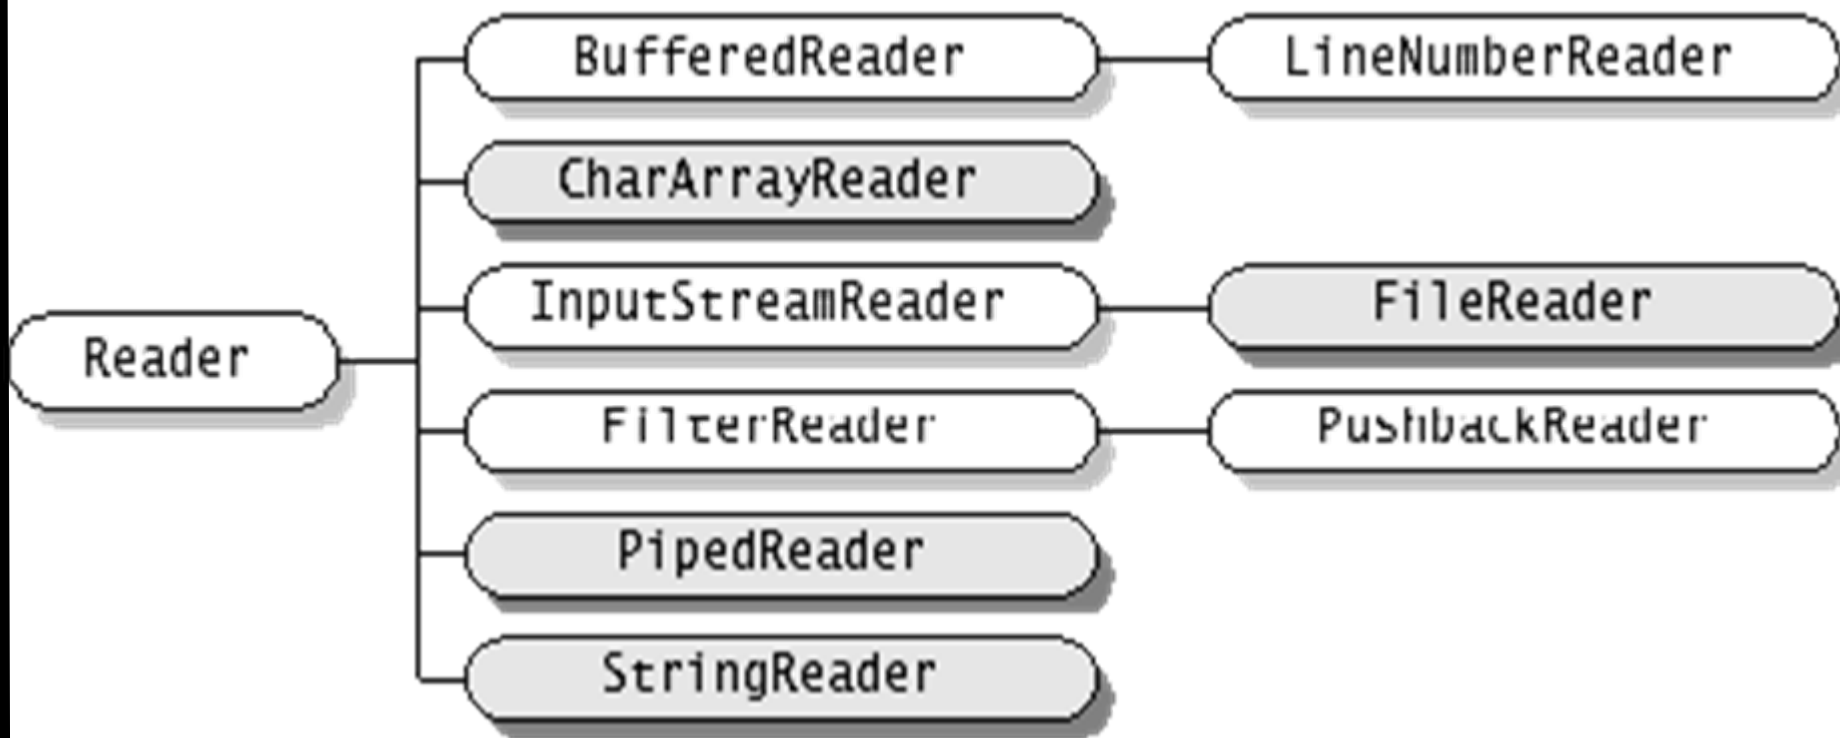 BufferedReader
LineNumberReader
CharArrayReader
InputStreamReader
FileReader
Reader
FilterReader
PushbackReader
PipedReader
StringReader